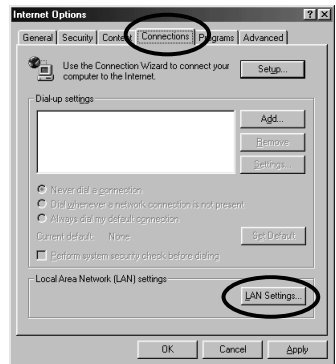 Internet Options
General Security Content Connections Programs Advanced
Use the Connection Wizard to connect your
computer to the Internet.
Setup...
Dial-up settings
Add...
Remove
Settings...
Never dial a connection
Dial whenever a network connection is not present
Always dial my default connection
Current default: None
Set Default
Perform system security check before dialing
Local Area Network (LAN) settings
LAN Settings...
OK Cancel Apply